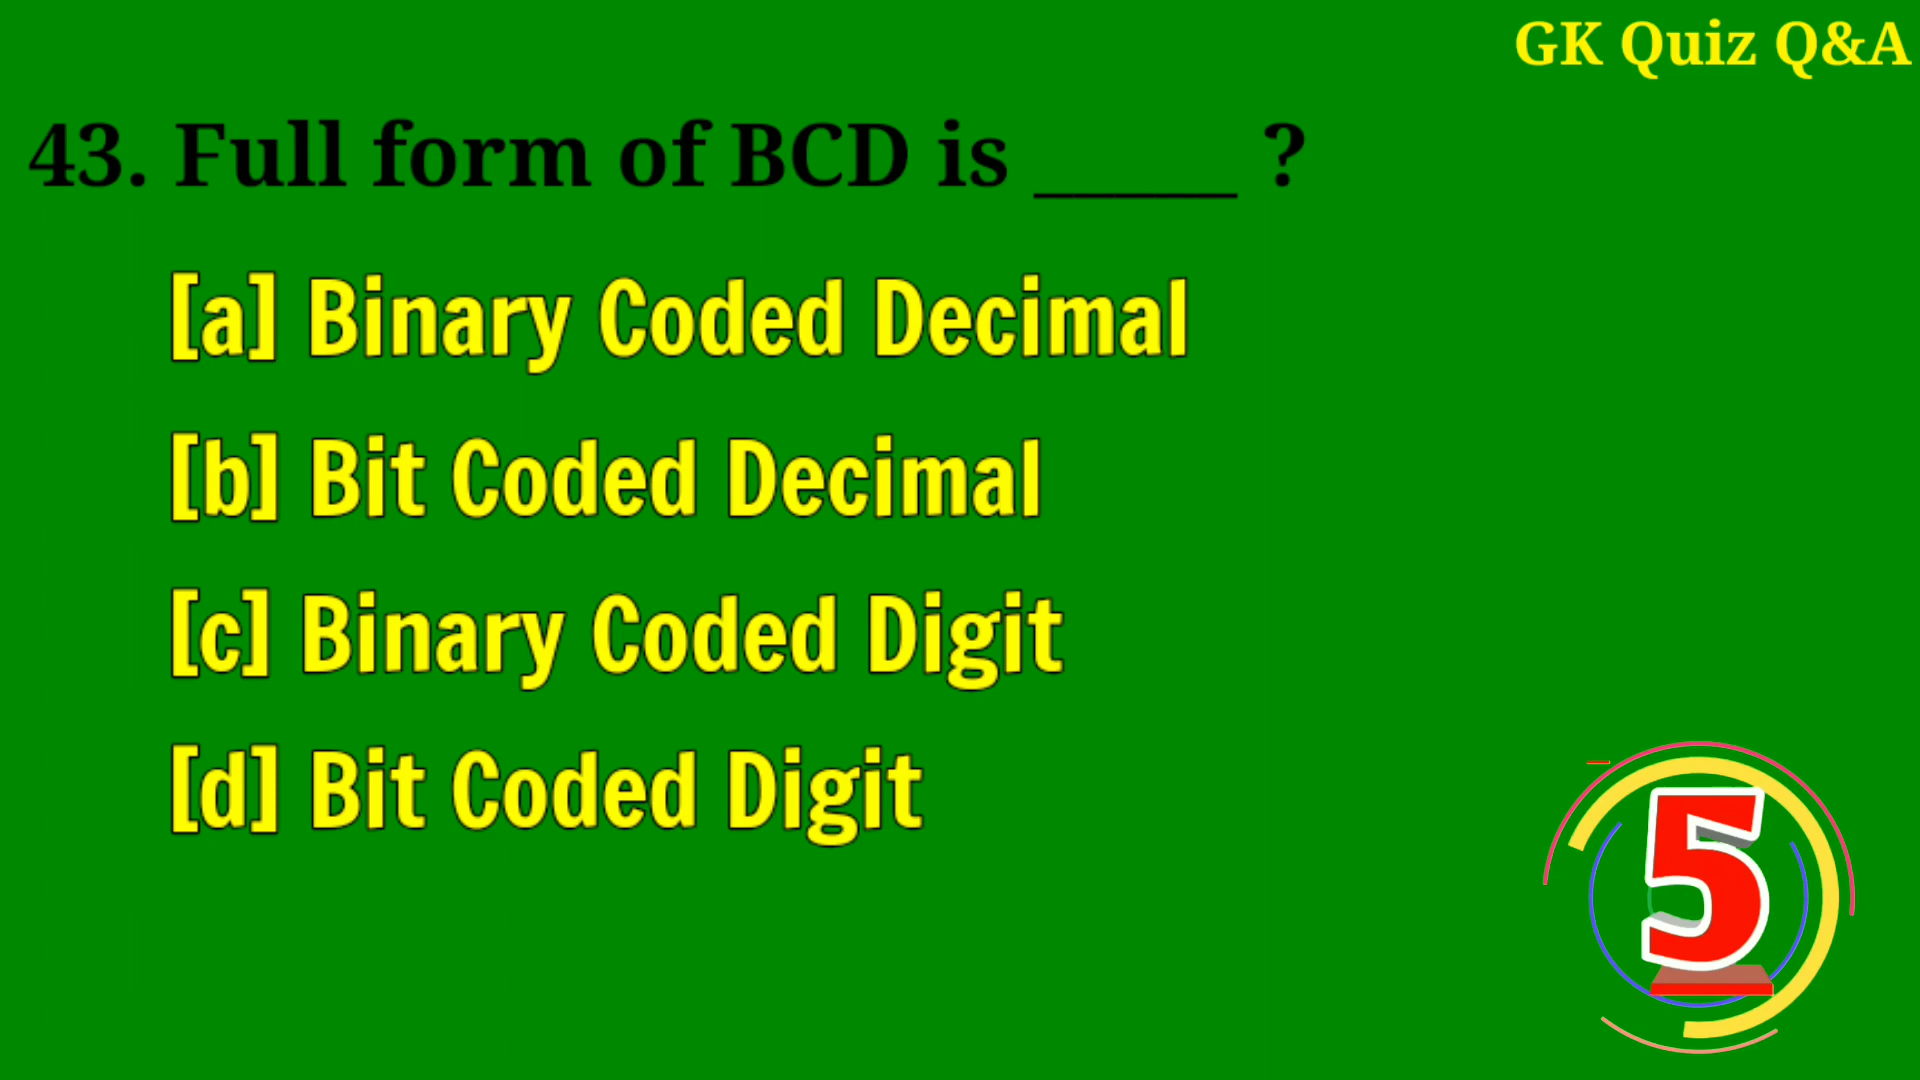 GK Quiz Q&A
43. Full form of BCD is _____ ?
[a] Binary Coded Decimal
[b] Bit Coded Decimal
[c] Binary Coded Digit
[d] Bit Coded Digit
5